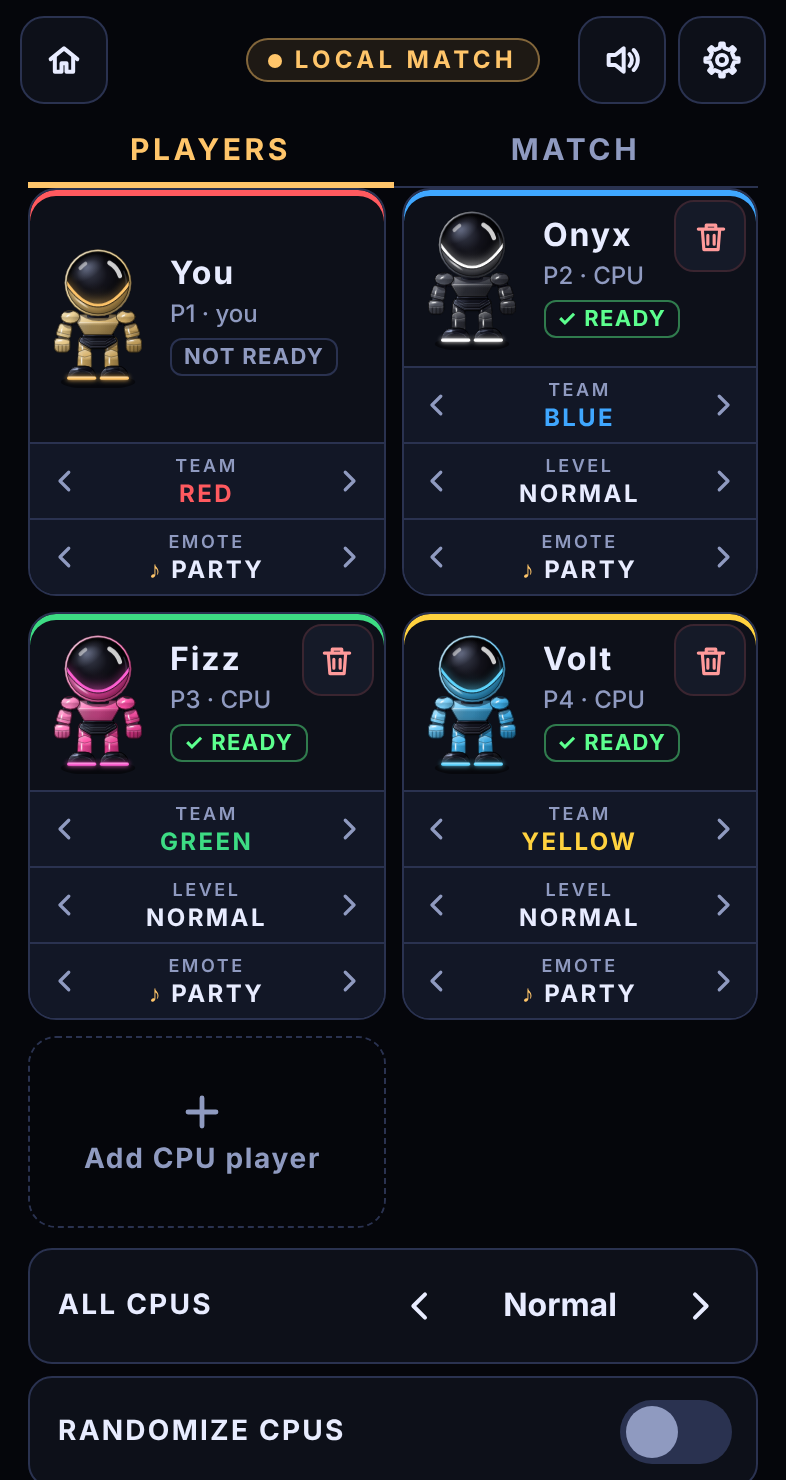 LOCAL MATCH
PLAYERS
MATCH
You
P1 · you
NOT READY
TEAM
RED
EMOTE
♪ PARTY
Onyx
P2 · CPU
✓ READY
TEAM
BLUE
LEVEL
NORMAL
EMOTE
♪ PARTY
Fizz
P3 · CPU
✓ READY
TEAM
GREEN
LEVEL
NORMAL
EMOTE
♪ PARTY
Volt
P4 · CPU
✓ READY
TEAM
YELLOW
LEVEL
NORMAL
EMOTE
♪ PARTY
Add CPU player
ALL CPUS
Normal
RANDOMIZE CPUS